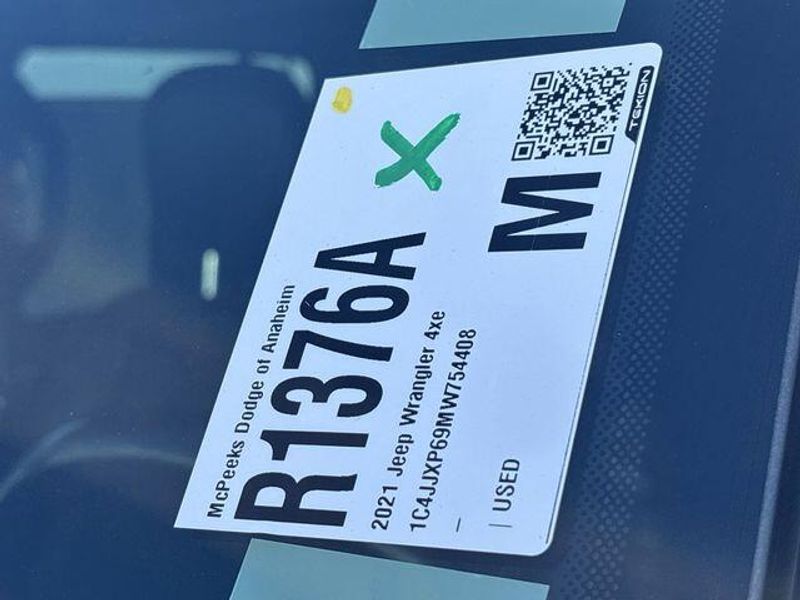 McPeeks Dodge of Anaheim
R1376A
2021 Jeep Wrangler 4xe
1C4JJXP69MW754408
–
| USED
M
TEKION